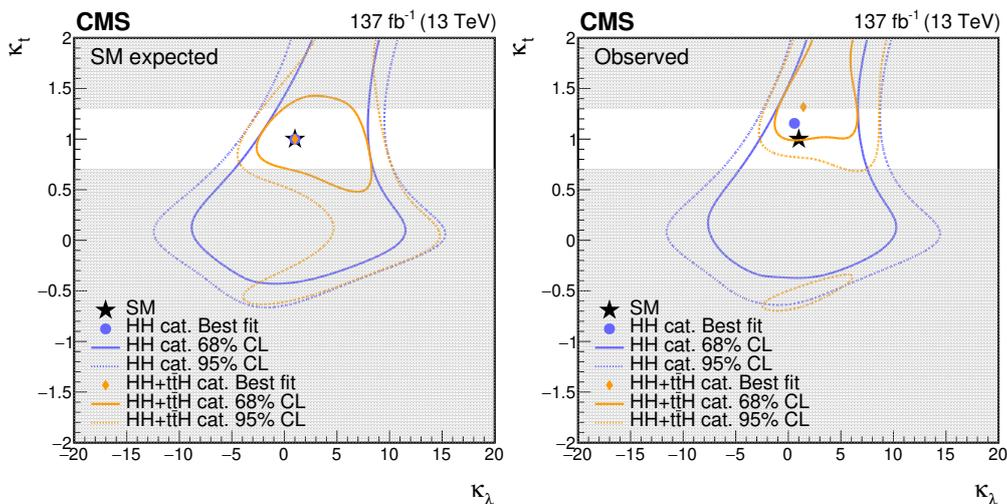 CMS 137 fb⁻¹ (13 TeV)
κt
2
1.5
1
0.5
0
−0.5
−1
−1.5
−2
SM expected
SM
HH cat. Best fit
HH cat. 68% CL
HH cat. 95% CL
HH+tt̄H cat. Best fit
HH+tt̄H cat. 68% CL
HH+tt̄H cat. 95% CL
−20 −15 −10 −5 0 5 10 15 20
κλ
CMS 137 fb⁻¹ (13 TeV)
κt
2
1.5
1
0.5
0
−0.5
−1
−1.5
−2
Observed
SM
HH cat. Best fit
HH cat. 68% CL
HH cat. 95% CL
HH+tt̄H cat. Best fit
HH+tt̄H cat. 68% CL
HH+tt̄H cat. 95% CL
−20 −15 −10 −5 0 5 10 15 20
κλ